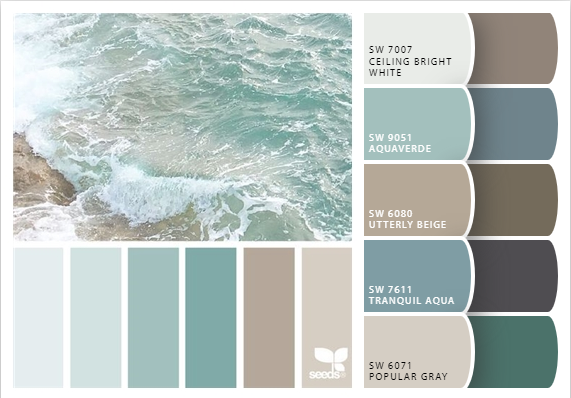 SW 7007
CEILING BRIGHT
WHITE
SW 9051
AQUAVERDE
SW 6080
UTTERLY BEIGE
SW 7611
TRANQUIL AQUA
SW 6071
POPULAR GRAY
seeds